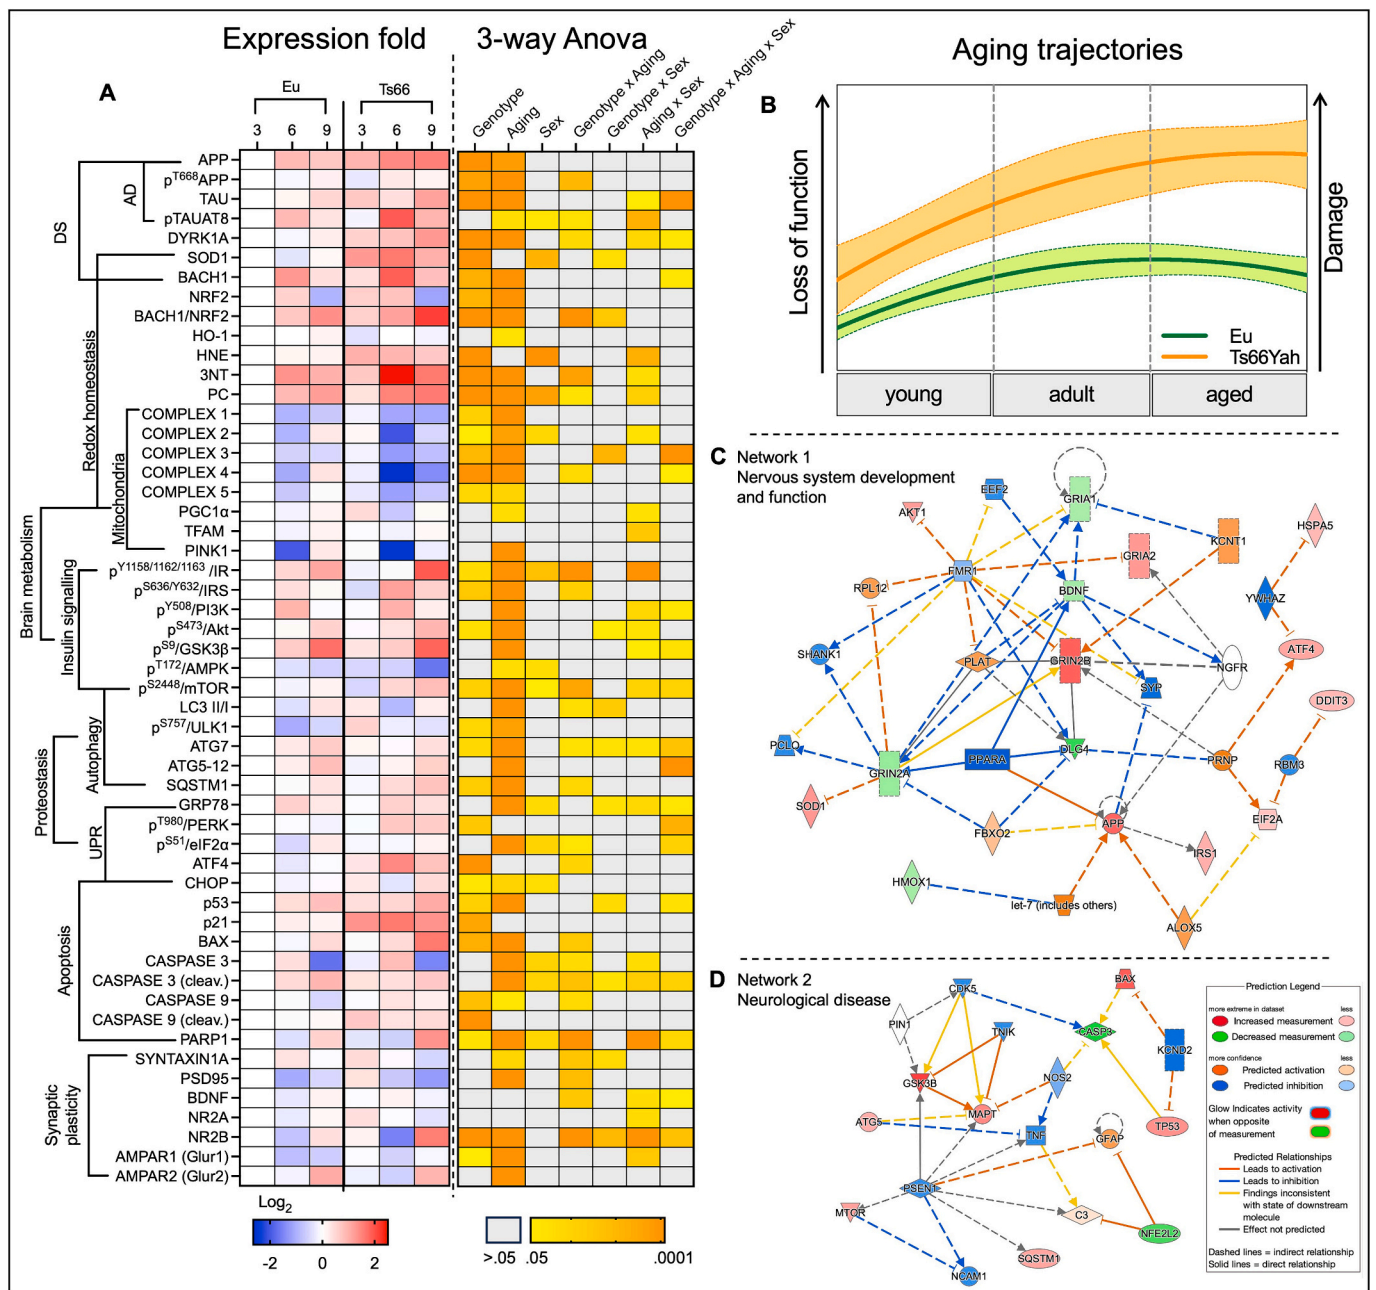 Expression fold
3-way Anova
Aging trajectories
A
Eu
Ts66
3 6 9 3 6 9
Genotype
Aging
Sex
Genotype x Aging
Genotype x Sex
Aging x Sex
Genotype x Aging x Sex
DS
AD
Redox homeostasis
Mitochondria
Brain metabolism
Insulin signalling
Autophagy
Proteostasis
UPR
Apoptosis
Synaptic
plasticity
APP
pT668APP
TAU
pTAUAT8
DYRK1A
SOD1
BACH1
NRF2
BACH1/NRF2
HO-1
HNE
3NT
PC
COMPLEX 1
COMPLEX 2
COMPLEX 3
COMPLEX 4
COMPLEX 5
PGC1α
TFAM
PINK1
pY1158/1162/1163 /IR
pS636/Y632/IRS
pY508/PI3K
pS473/Akt
pS9/GSK3β
pT172/AMPK
pS2448/mTOR
LC3 II/I
pS757/ULK1
ATG7
ATG5-12
SQSTM1
GRP78
pT980/PERK
pS51/eIF2α
ATF4
CHOP
p53
p21
BAX
CASPASE 3
CASPASE 3 (cleav.)
CASPASE 9
CASPASE 9 (cleav.)
PARP1
SYNTAXIN1A
PSD95
BDNF
NR2A
NR2B
AMPAR1 (Glur1)
AMPAR2 (Glur2)
Log2
-2 0 2
>.05 .05 .0001
B
Loss of function
Damage
Eu
Ts66Yah
young adult aged
C Network 1
Nervous system development
and function
EEF2
GRIA1
AKT1
HSPA5
KCNT1
GRIA2
FMR1
RPL12
BDNF
YWHAZ
SHANK1
ATF4
PLAT
GRIN2B
NGFR
SYP
DDIT3
PCLO
DLG4
PPARA
PRNP
RBM3
GRIN2A
SOD1
APP
EIF2A
FBXO2
IRS1
HMOX1
let-7 (includes others)
ALOX5
D Network 2
Neurological disease
CDK5
BAX
PIN1
TNIK
CASP3
KCND2
GSK3B
NOS2
MAPT
ATG5
TNF
GFAP
TP53
PSEN1
MTOR
C3
NFE2L2
SQSTM1
NCAM1
Prediction Legend
more extreme in dataset less
Increased measurement
Decreased measurement
more confidence less
Predicted activation
Predicted inhibition
Glow Indicates activity
when opposite
of measurement
Predicted Relationships
Leads to activation
Leads to inhibition
Findings inconsistent
with state of downstream
molecule
Effect not predicted
Dashed lines = indirect relationship
Solid lines = direct relationship